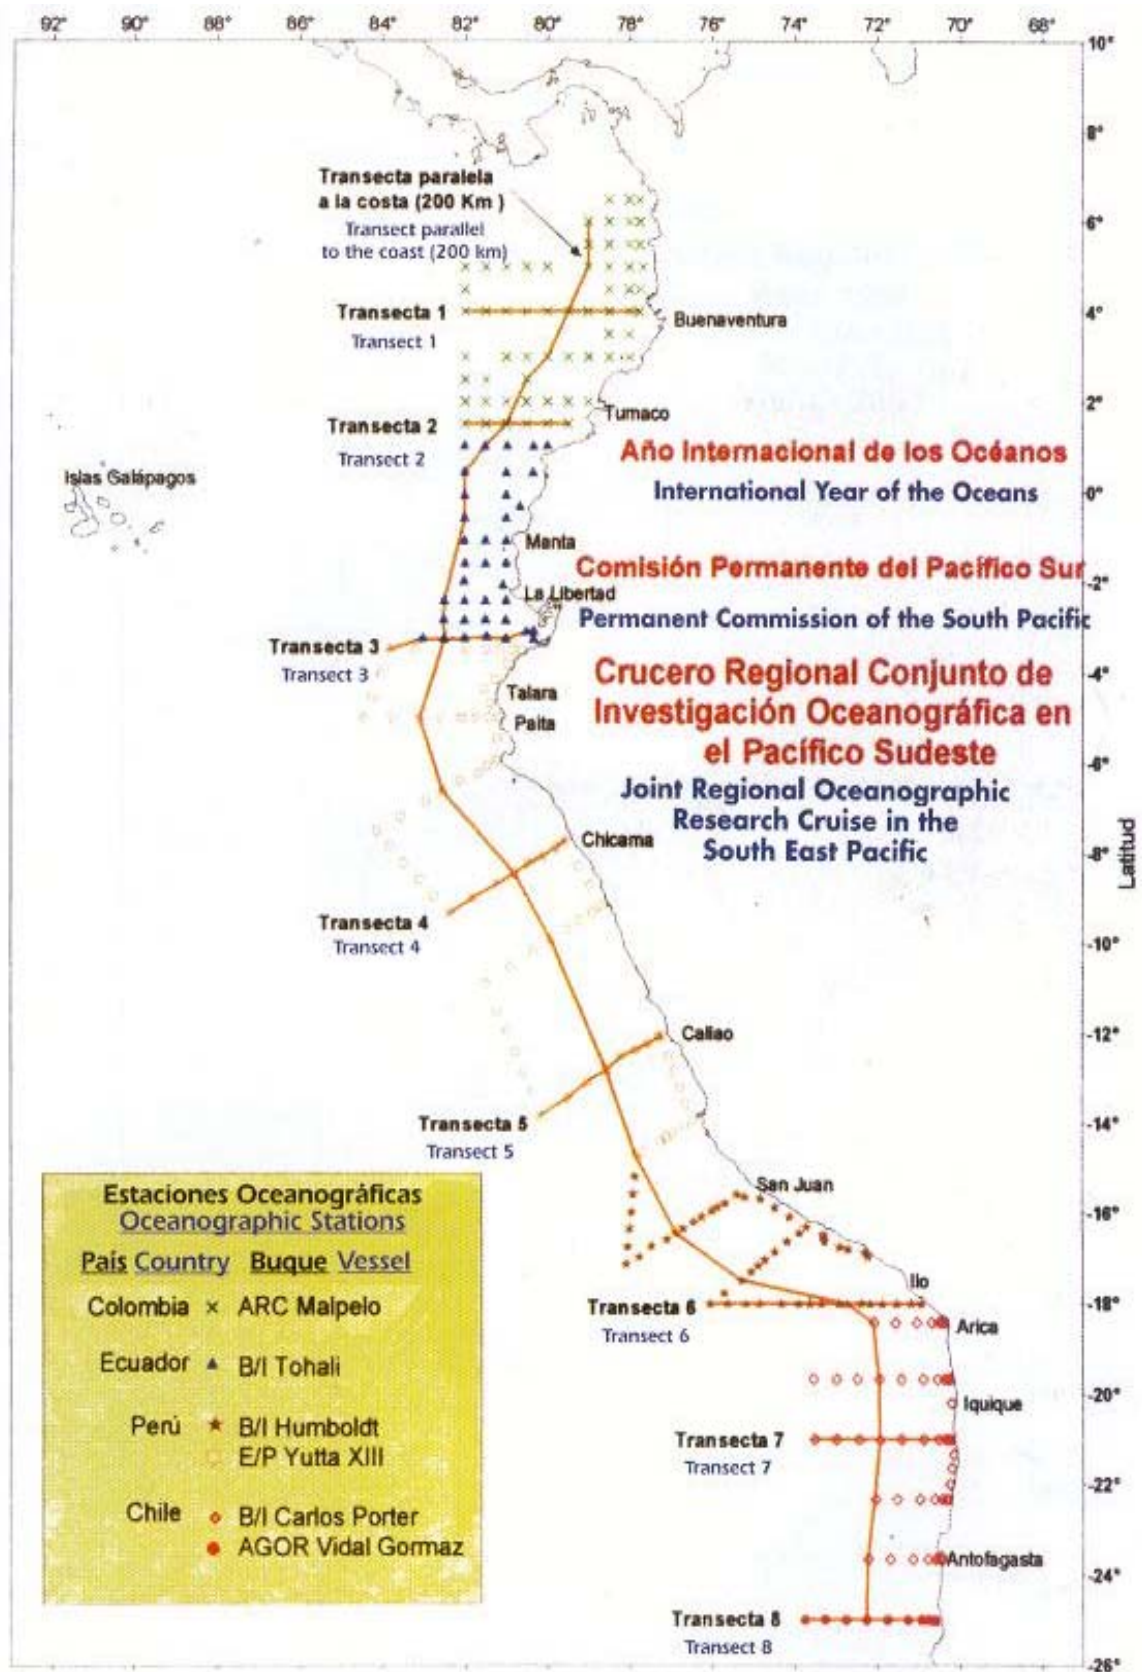 92° 90° 88° 86° 84° 82° 80° 78° 76° 74° 72° 70° 68°
10°
8°
6°
4°
2°
0°
-2°
-4°
-6°
-8°
-10°
-12°
-14°
-16°
-18°
-20°
-22°
-24°
-26°
Latitud
Transecta paralela
a la costa (200 Km )
Transect parallel
to the coast (200 km)
Transecta 1
Transect 1
Buenaventura
Transecta 2
Transect 2
Tumaco
Islas Galápagos
Año Internacional de los Océanos
International Year of the Oceans
Manta
La Libertad
Comisión Permanente del Pacífico Sur
Permanent Commission of the South Pacific
Transecta 3
Transect 3
Talara
Paita
Crucero Regional Conjunto de
Investigación Oceanográfica en
el Pacífico Sudeste
Joint Regional Oceanographic
Research Cruise in the
South East Pacific
Chicama
Transecta 4
Transect 4
Callao
Transecta 5
Transect 5
San Juan
Ilo
Transecta 6
Transect 6
Arica
Iquique
Transecta 7
Transect 7
Antofagasta
Transecta 8
Transect 8
Estaciones Oceanográficas
Oceanographic Stations
País Country Buque Vessel
Colombia × ARC Malpelo
Ecuador ▲ B/I Tohali
Perú ★ B/I Humboldt
E/P Yutta XIII
Chile B/I Carlos Porter
AGOR Vidal Gormaz